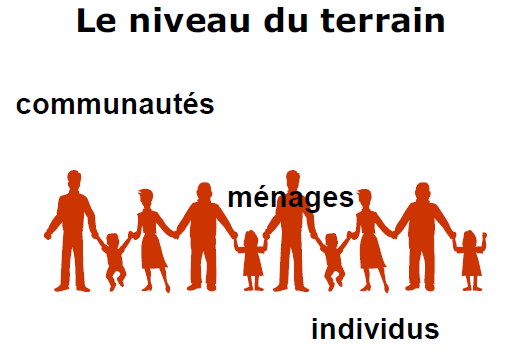 Le niveau du terrain
communautés
ménages
individus